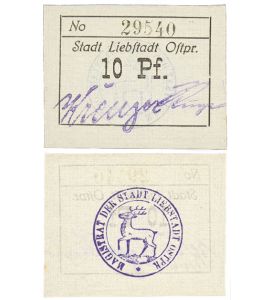 No 29540
Stadt Liebstadt Ostpr.
10 Pf.
MAGISTRAT DER STADT LIEBSTADT OSTPR.